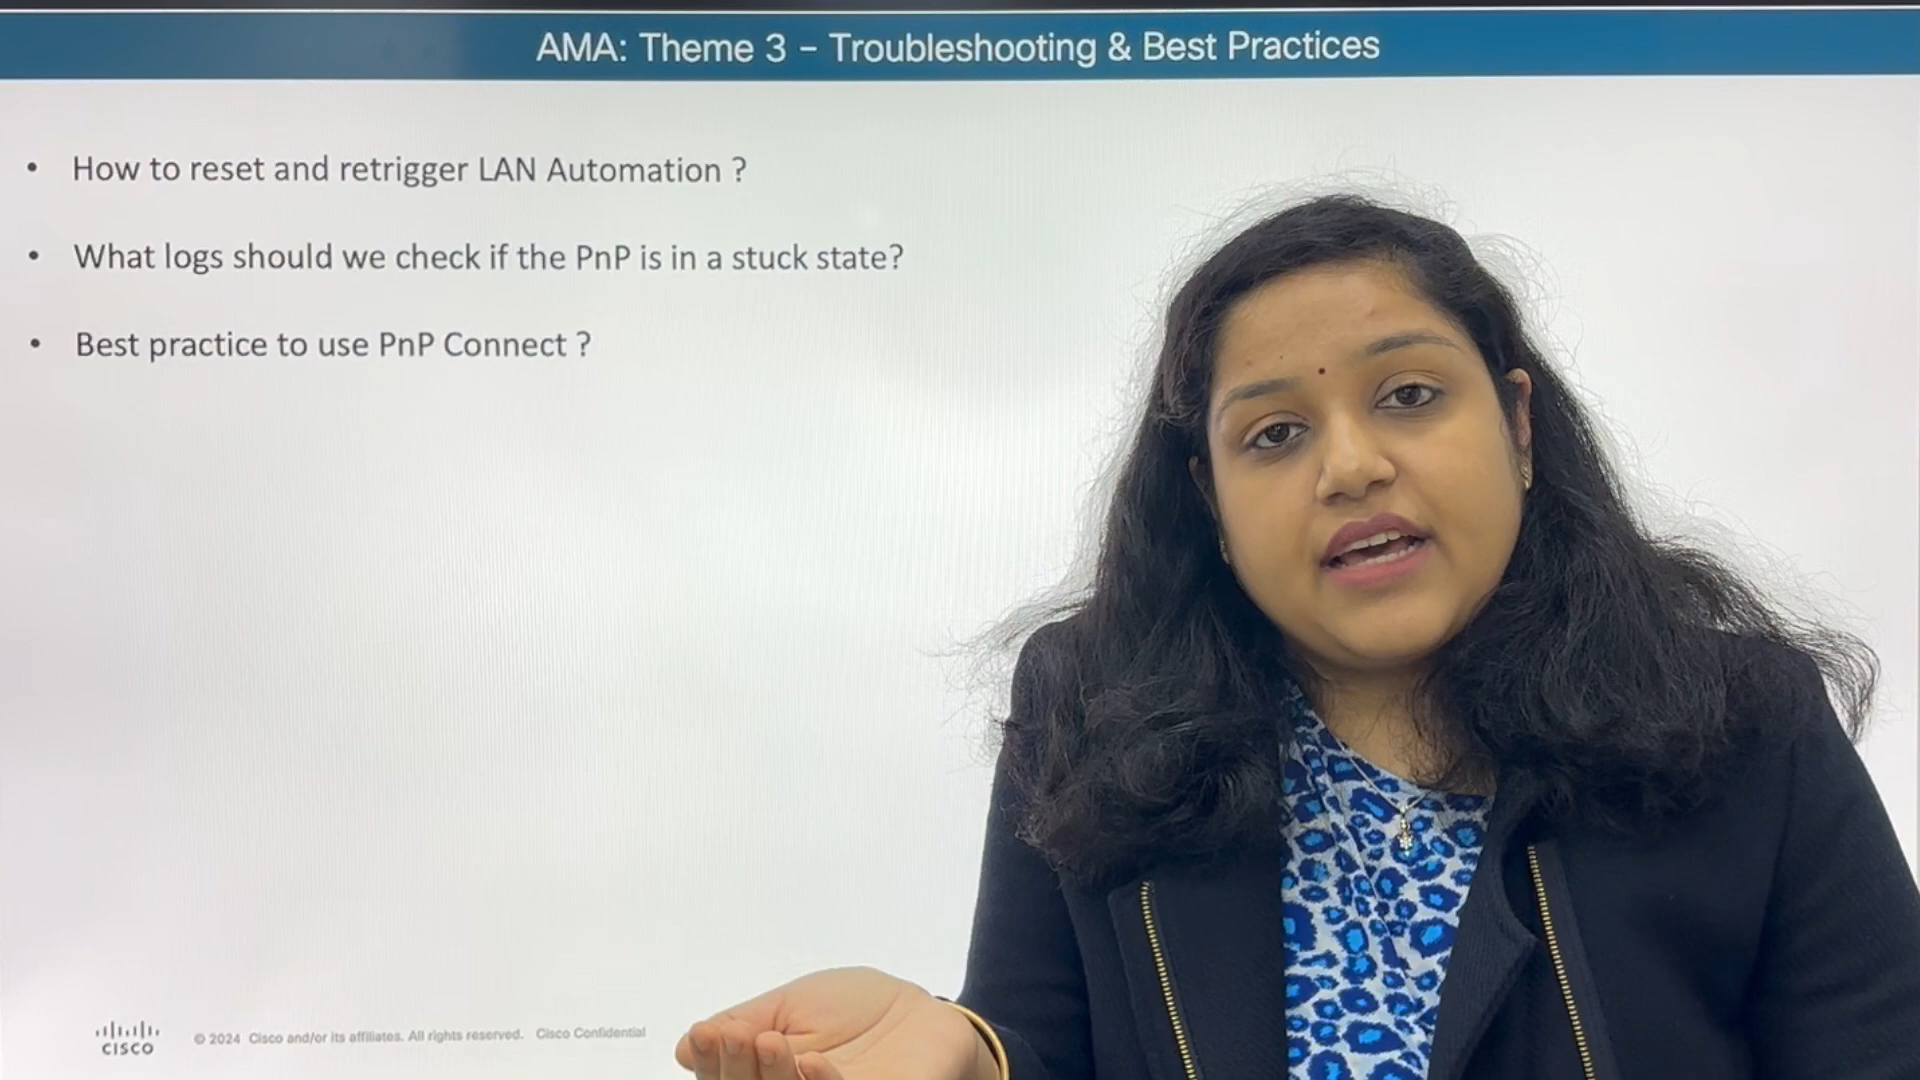 AMA: Theme 3 – Troubleshooting & Best Practices
• How to reset and retrigger LAN Automation ?
• What logs should we check if the PnP is in a stuck state?
• Best practice to use PnP Connect ?
CISCO
© 2024 Cisco and/or its affiliates. All rights reserved. Cisco Confidential